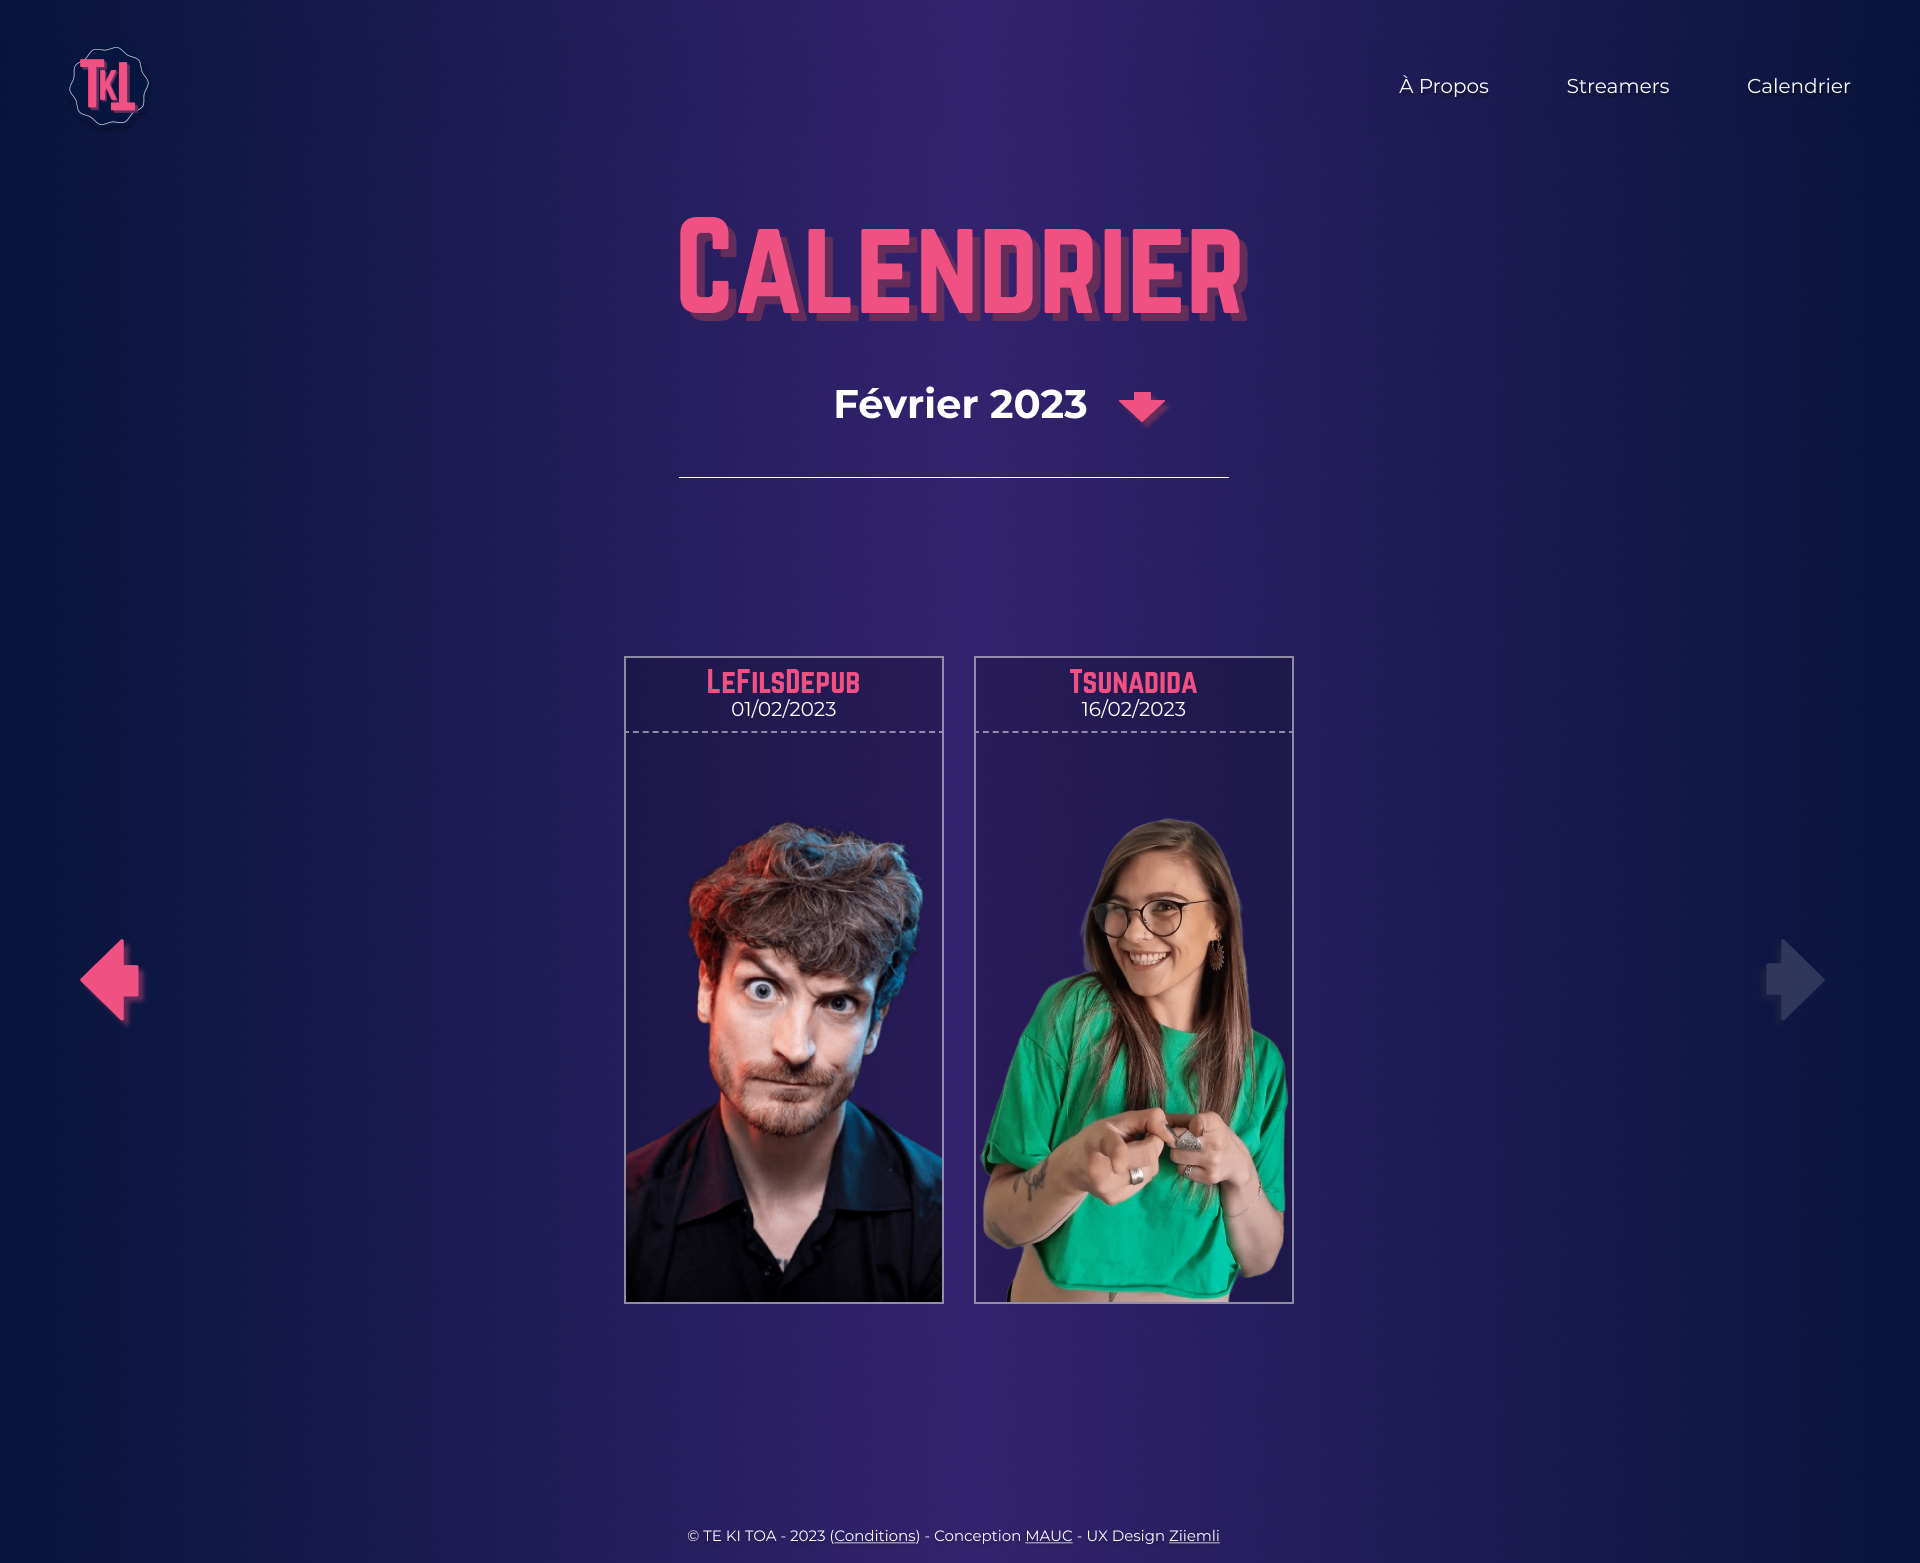 TKT
À Propos
Streamers
Calendrier
Calendrier
Février 2023
LeFilsDepub
01/02/2023
Tsunadida
16/02/2023
© TE KI TOA - 2023 (Conditions) - Conception MAUC - UX Design Ziiemli